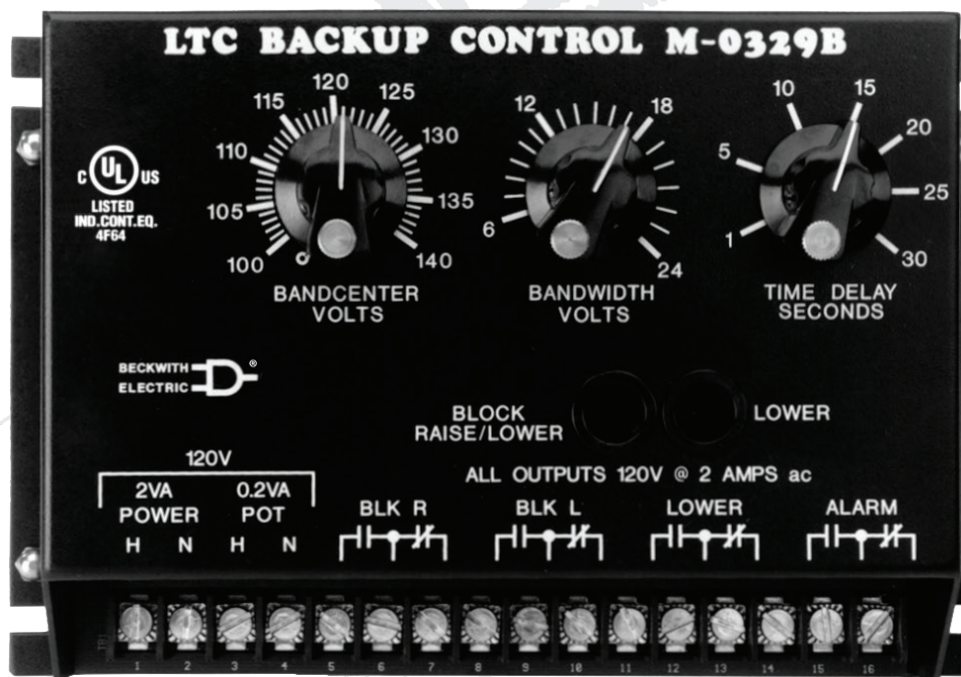 LTC BACKUP CONTROL M-0329B
100 105 110 115 120 125 130 135 140
BANDCENTER
VOLTS
6 12 18 24
BANDWIDTH
VOLTS
1 5 10 15 20 25 30
TIME DELAY
SECONDS
C UL US
LISTED
IND.CONT.EQ.
4F64
BECKWITH
ELECTRIC
®
BLOCK
RAISE/LOWER
LOWER
ALL OUTPUTS 120V @ 2 AMPS ac
120V
2VA 0.2VA
POWER POT
H N H N
BLK R BLK L LOWER ALARM
TB1
1 2 3 4 5 6 7 8 9 10 11 12 13 14 15 16